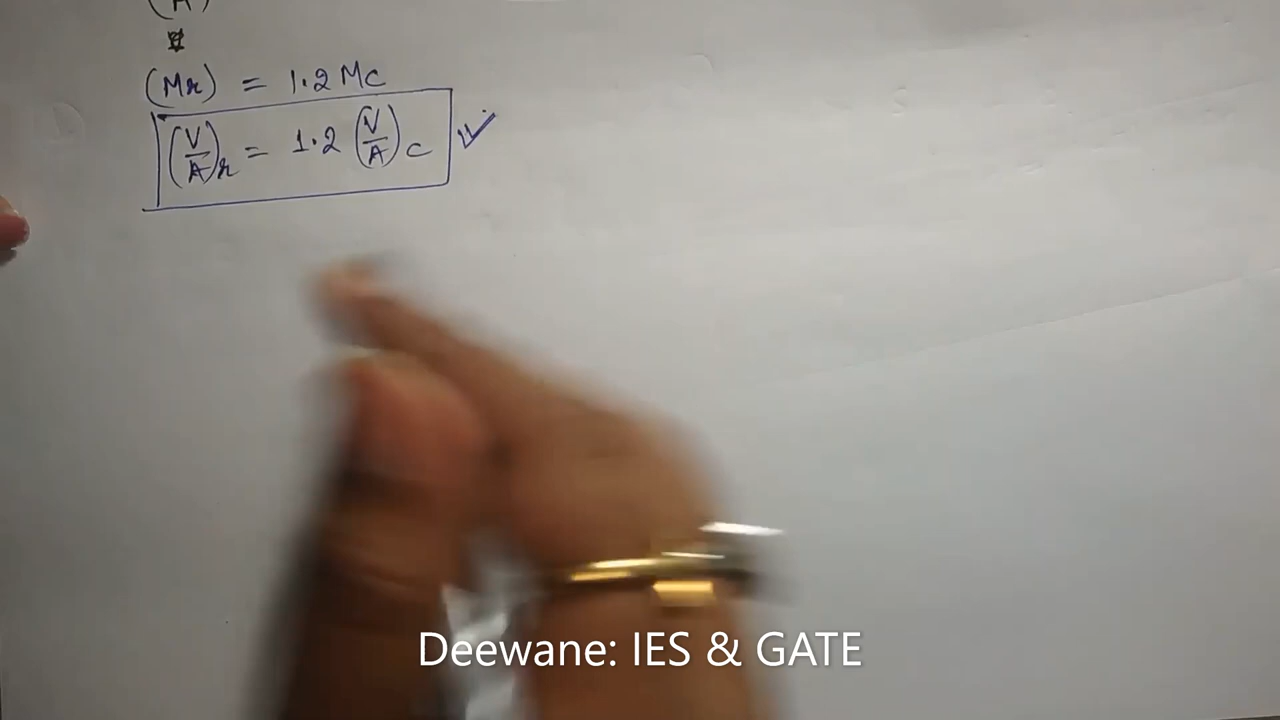 (A)
(Mr) = 1.2 Mc
(V/A)r = 1.2 (V/A)c
Deewane: IES & GATE